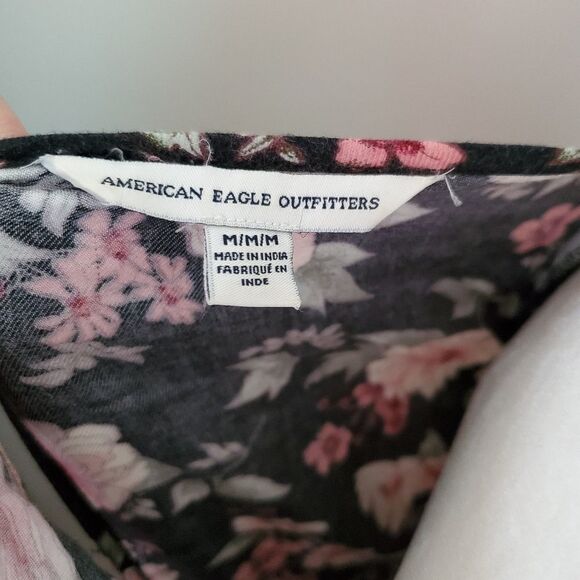 AMERICAN EAGLE OUTFITTERS
M/M/M
MADE IN INDIA
FABRIQUÉ EN
INDE